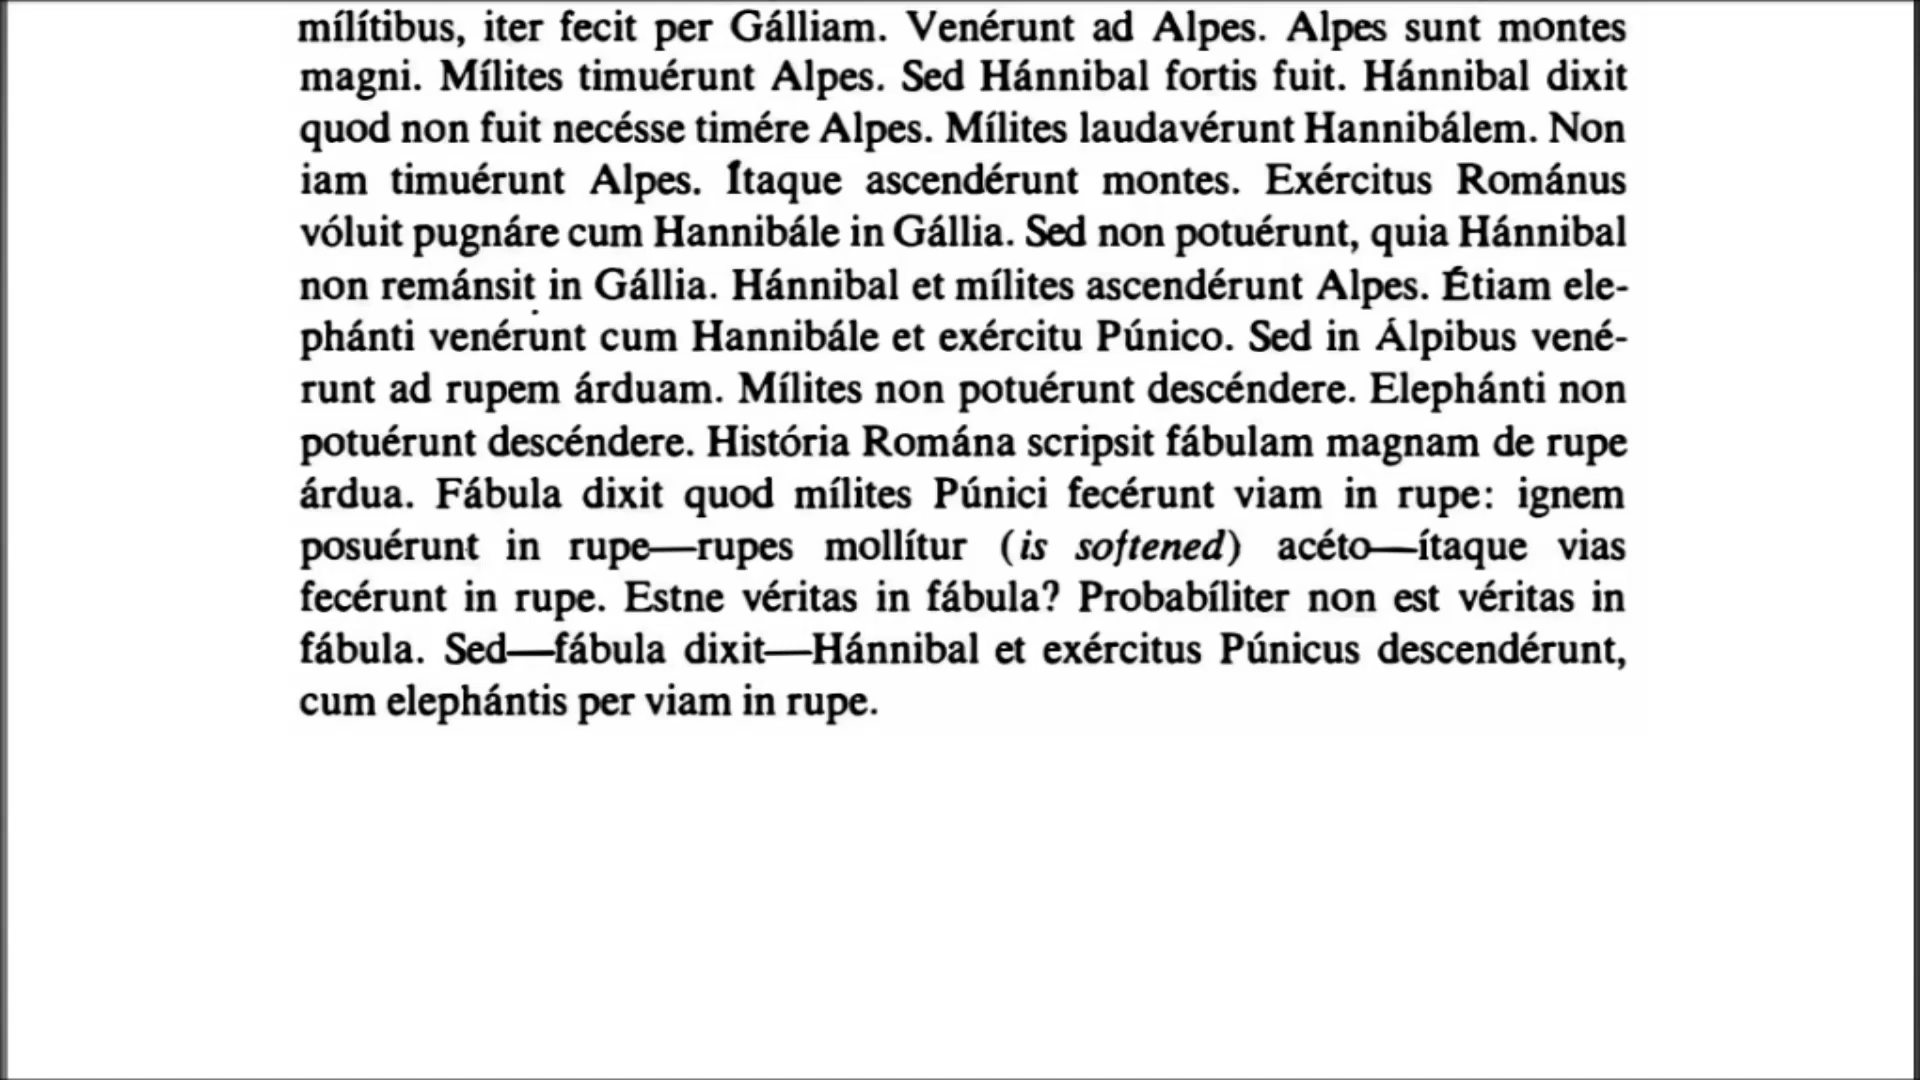 mílítibus, iter fecit per Gálliam. Venérunt ad Alpes. Alpes sunt montes
magni. Mílites timuérunt Alpes. Sed Hánnibal fortis fuit. Hánnibal dixit
quod non fuit necésse timére Alpes. Mílites laudavérunt Hannibálem. Non
iam timuérunt Alpes. Ítaque ascendérunt montes. Exércitus Románus
vóluit pugnáre cum Hannibále in Gállia. Sed non potuérunt, quia Hánnibal
non remánsit in Gállia. Hánnibal et mílites ascendérunt Alpes. Étiam ele-
phánti venérunt cum Hannibále et exércitu Púnico. Sed in Álpibus vené-
runt ad rupem árduam. Mílites non potuérunt descéndere. Elephánti non
potuérunt descéndere. História Romána scripsit fábulam magnam de rupe
árdua. Fábula dixit quod mílites Púnici fecérunt viam in rupe: ignem
posuérunt in rupe—rupes mollítur (is softened) acéto—ítaque vias
fecérunt in rupe. Estne véritas in fábula? Probabíliter non est véritas in
fábula. Sed—fábula dixit—Hánnibal et exércitus Púnicus descendérunt,
cum elephántis per viam in rupe.